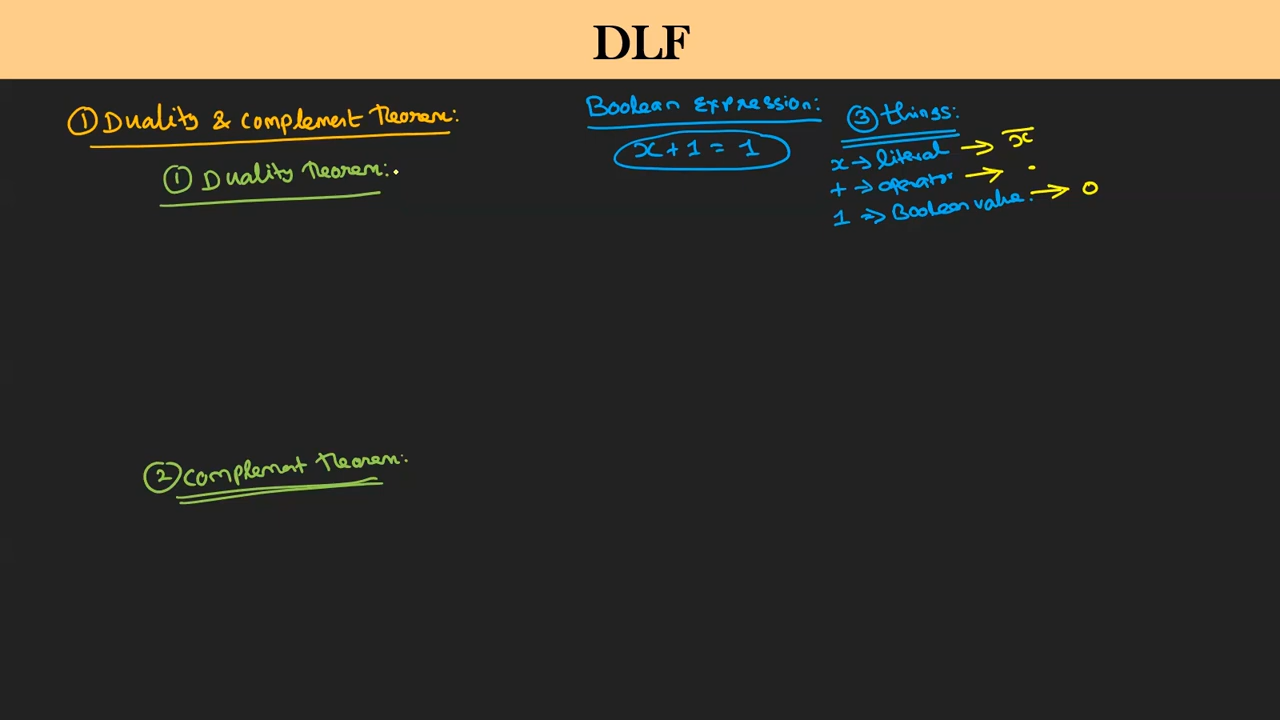 DLF
① Duality & complement Theorem:
① Duality Theorem:
Boolean Expression:
x + 1 = 1
③ things:
x → literal → x̅
+ → operator → .
1 ⇒ Boolean value. → 0
② complement Theorem: